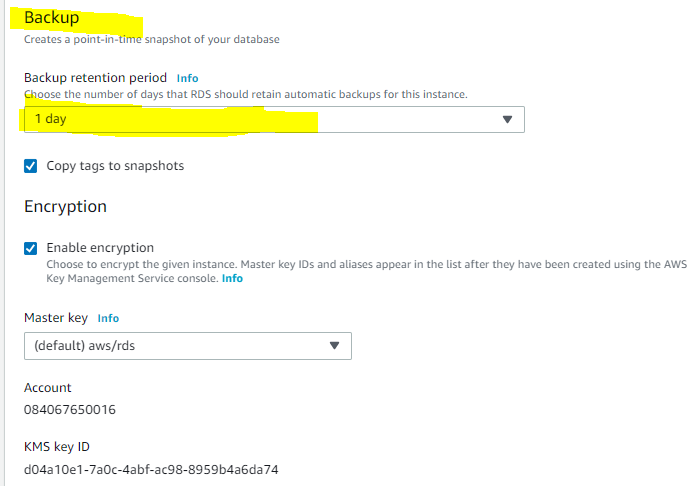 Backup
Creates a point-in-time snapshot of your database
Backup retention period Info
Choose the number of days that RDS should retain automatic backups for this instance.
1 day
Copy tags to snapshots
Encryption
Enable encryption
Choose to encrypt the given instance. Master key IDs and aliases appear in the list after they have been created using the AWS
Key Management Service console. Info
Master key Info
(default) aws/rds
Account
084067650016
KMS key ID
d04a10e1-7a0c-4abf-ac98-8959b4a6da74